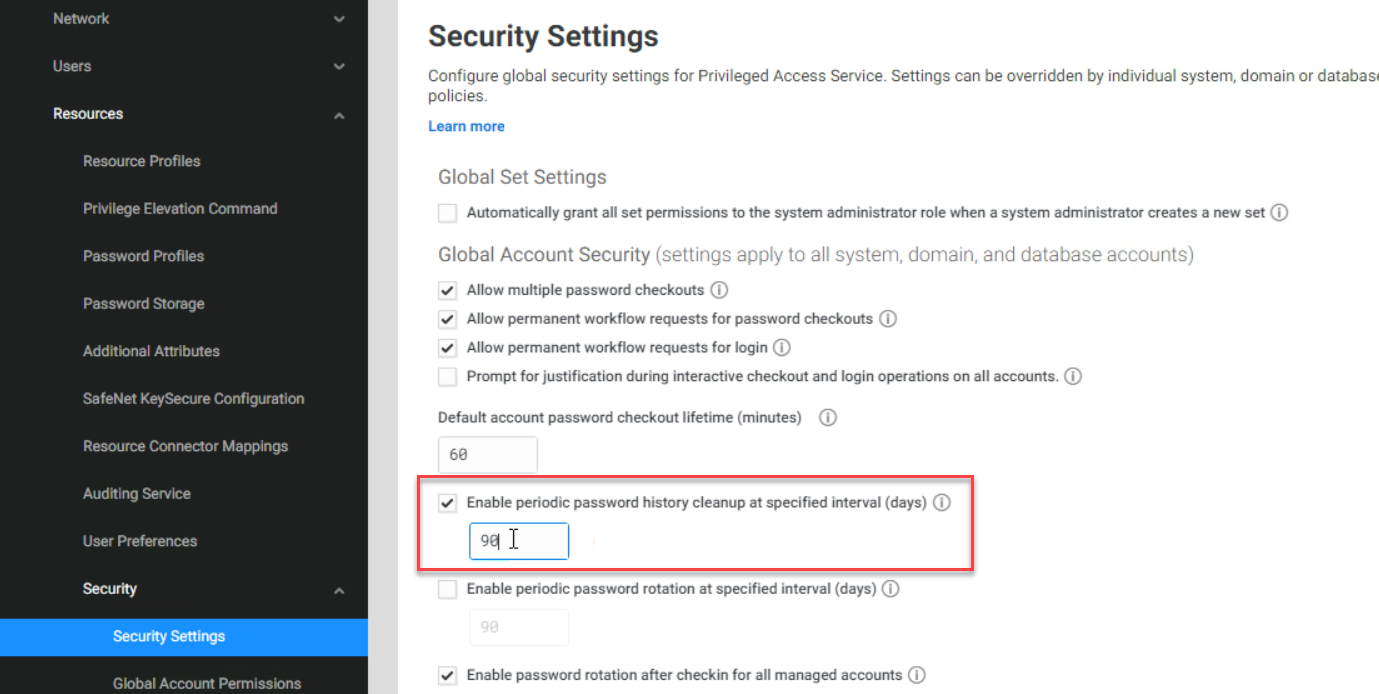 Network
Users
Resources
Resource Profiles
Privilege Elevation Command
Password Profiles
Password Storage
Additional Attributes
SafeNet KeySecure Configuration
Resource Connector Mappings
Auditing Service
User Preferences
Security
Security Settings
Global Account Permissions
Security Settings
Configure global security settings for Privileged Access Service. Settings can be overridden by individual system, domain or database
policies.
Learn more
Global Set Settings
Automatically grant all set permissions to the system administrator role when a system administrator creates a new set
Global Account Security (settings apply to all system, domain, and database accounts)
Allow multiple password checkouts
Allow permanent workflow requests for password checkouts
Allow permanent workflow requests for login
Prompt for justification during interactive checkout and login operations on all accounts.
Default account password checkout lifetime (minutes)
60
Enable periodic password history cleanup at specified interval (days)
90
Enable periodic password rotation at specified interval (days)
90
Enable password rotation after checkin for all managed accounts